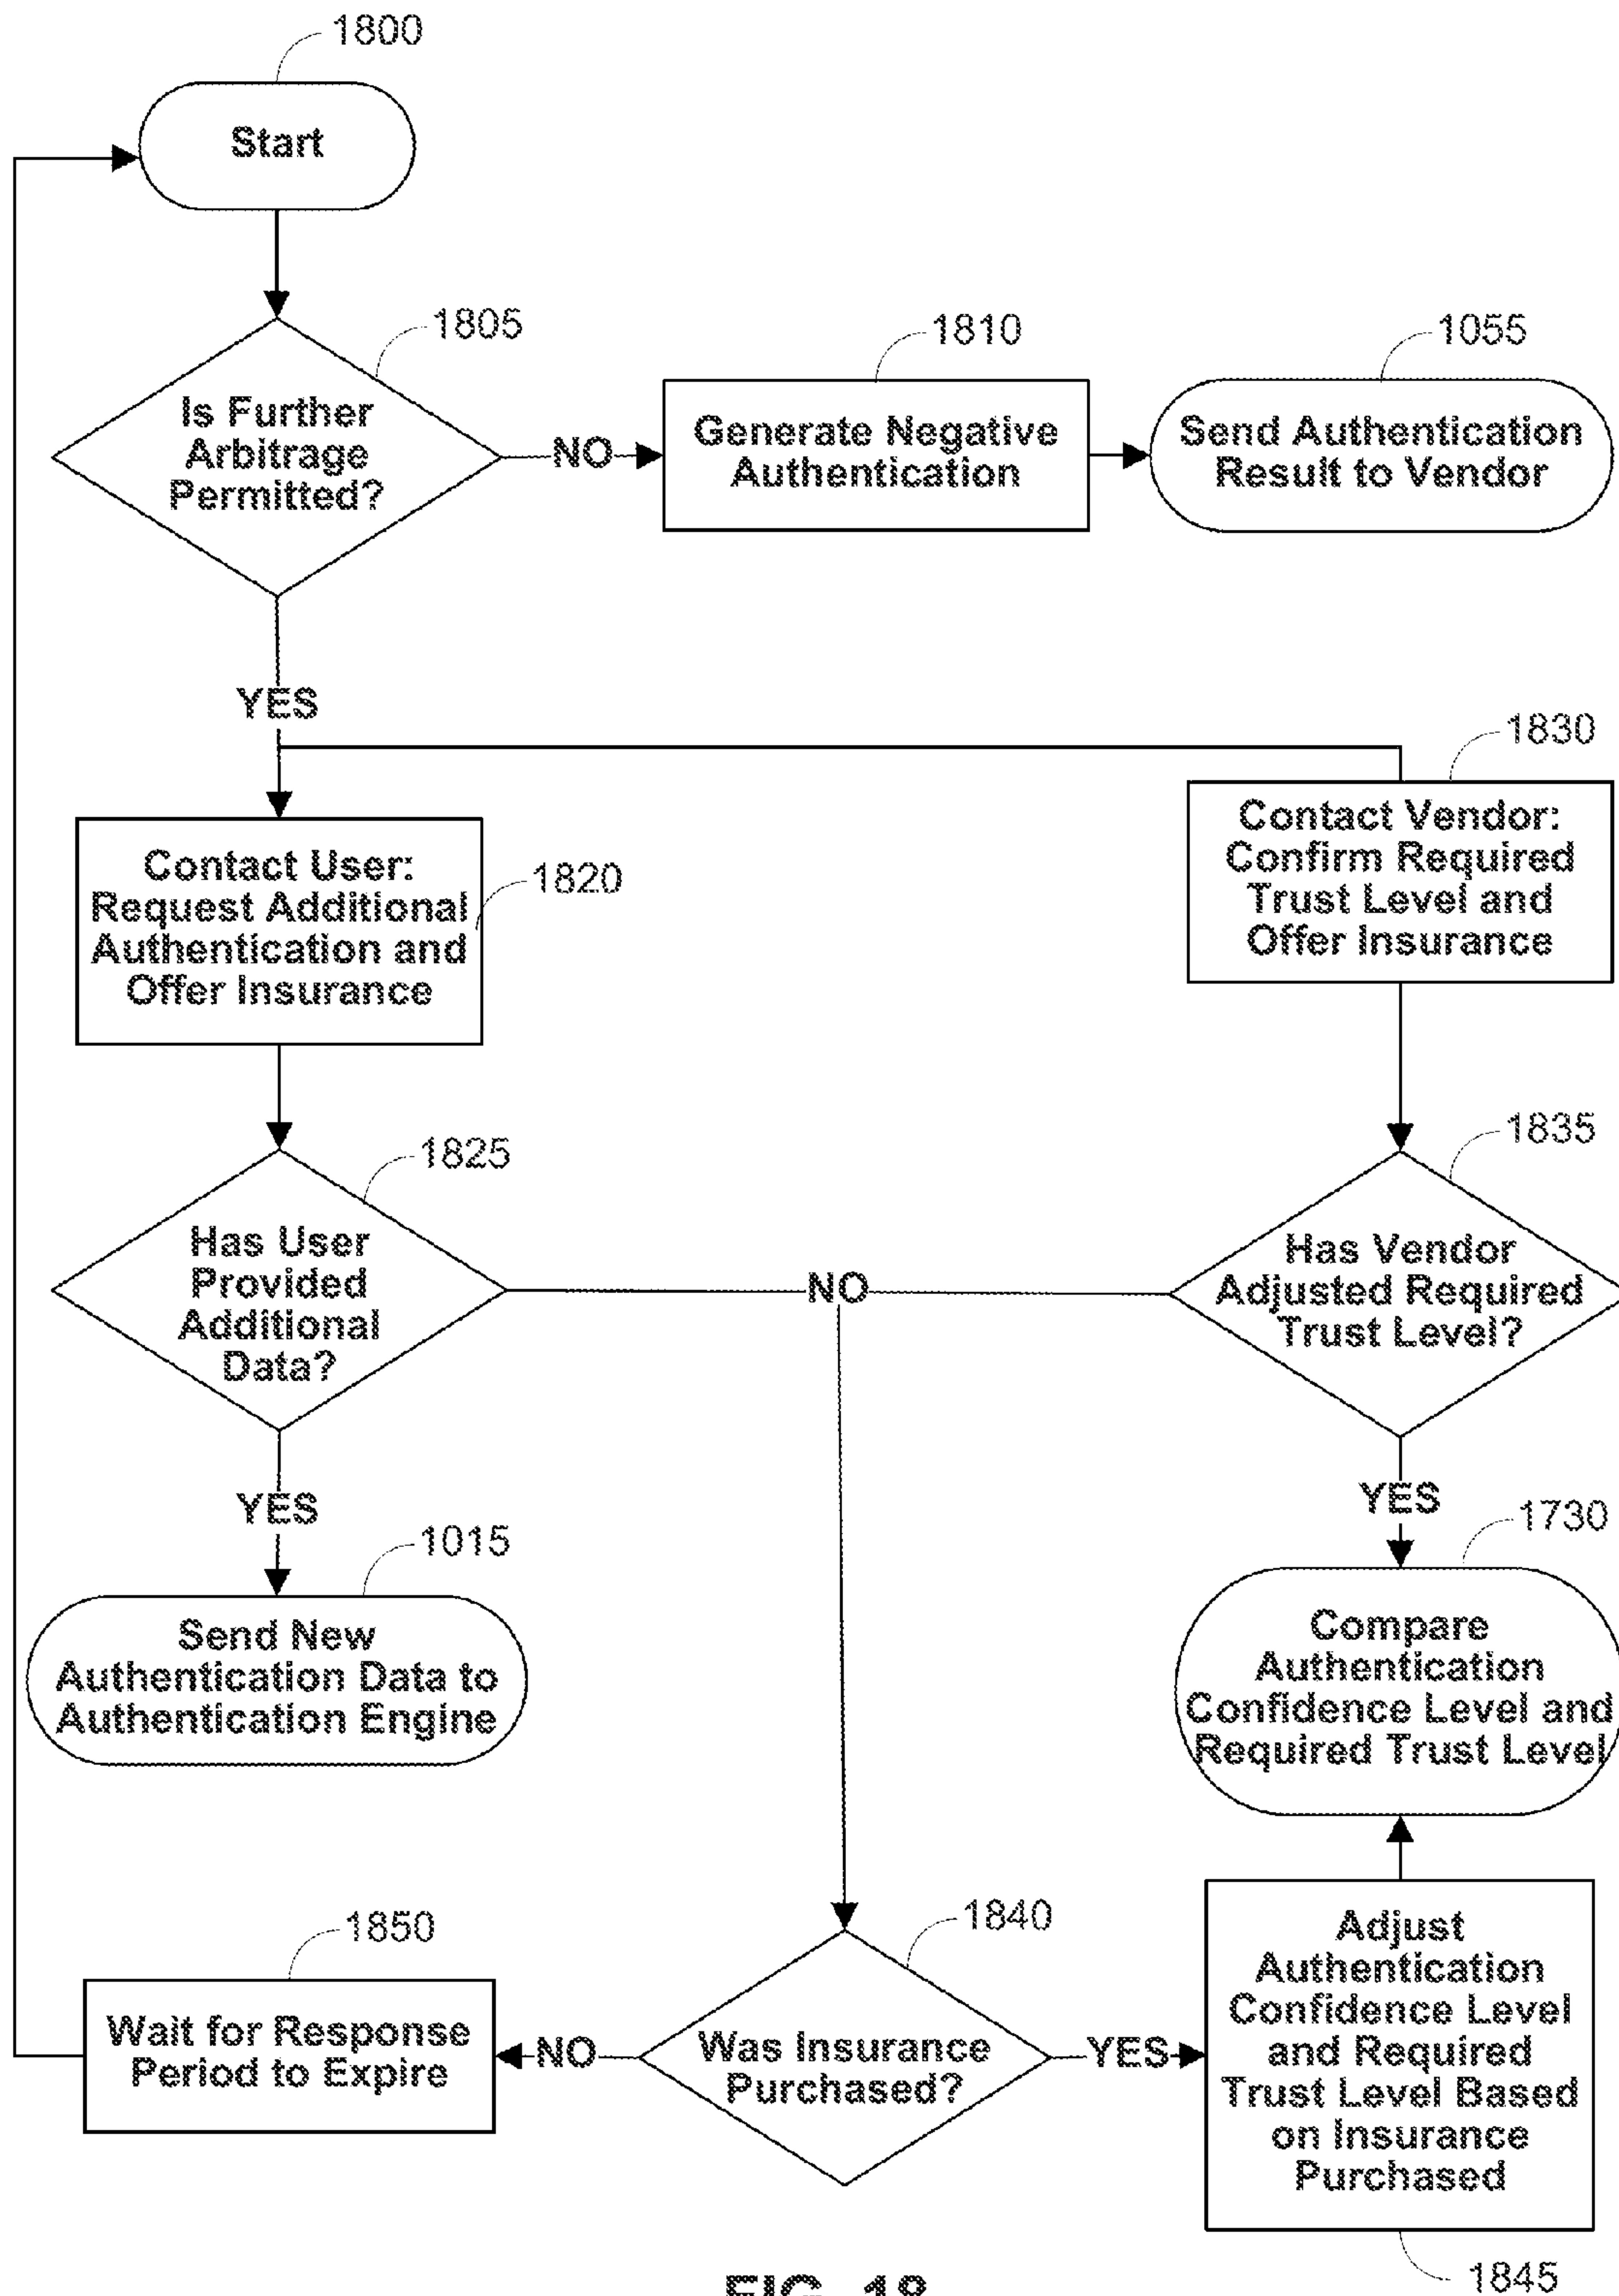 1800
Start
1805
Is Further
Arbitrage
Permitted?
NO
1810
Generate Negative
Authentication
1055
Send Authentication
Result to Vendor
YES
Contact User:
Request Additional
Authentication and
Offer Insurance
1820
1830
Contact Vendor:
Confirm Required
Trust Level and
Offer Insurance
1825
Has User
Provided
Additional
Data?
NO
1835
Has Vendor
Adjusted Required
Trust Level?
YES
1015
Send New
Authentication Data to
Authentication Engine
YES
1730
Compare
Authentication
Confidence Level and
Required Trust Level
1850
Wait for Response
Period to Expire
NO
1840
Was Insurance
Purchased?
YES
Adjust
Authentication
Confidence Level
and Required
Trust Level Based
on Insurance
Purchased
1845
FIG. 18